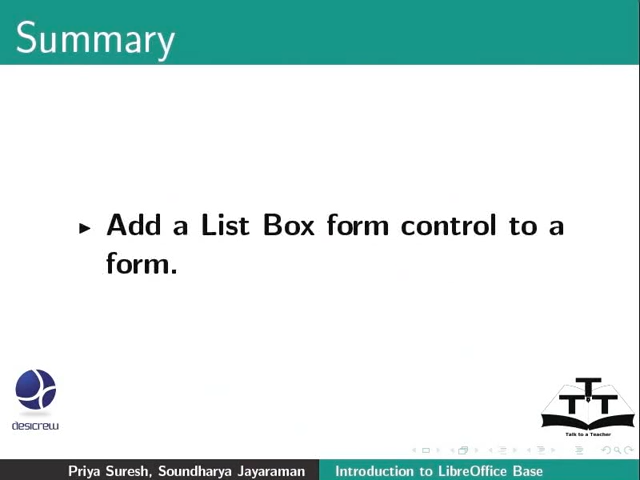 Summary
▶ Add a List Box form control to a
form.
desicrew
TTT
Talk to a Teacher
Priya Suresh, Soundharya Jayaraman
Introduction to LibreOffice Base